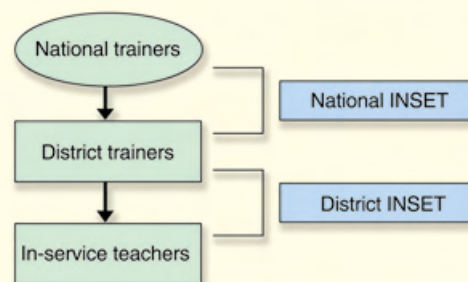 National trainers
National INSET
District trainers
District INSET
In-service teachers